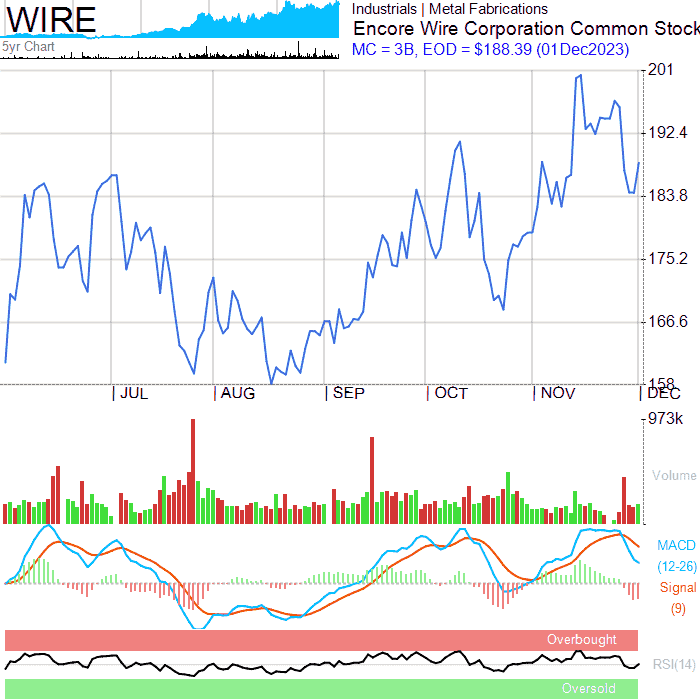 WIRE
5yr Chart
Industrials | Metal Fabrications
Encore Wire Corporation Common Stock
MC = 3B, EOD = $188.39 (01Dec2023)
201
192.4
183.8
175.2
166.6
158
JUL
AUG
SEP
OCT
NOV
DEC
973k
Volume
MACD
(12-26)
Signal
(9)
Overbought
RSI(14)
Oversold